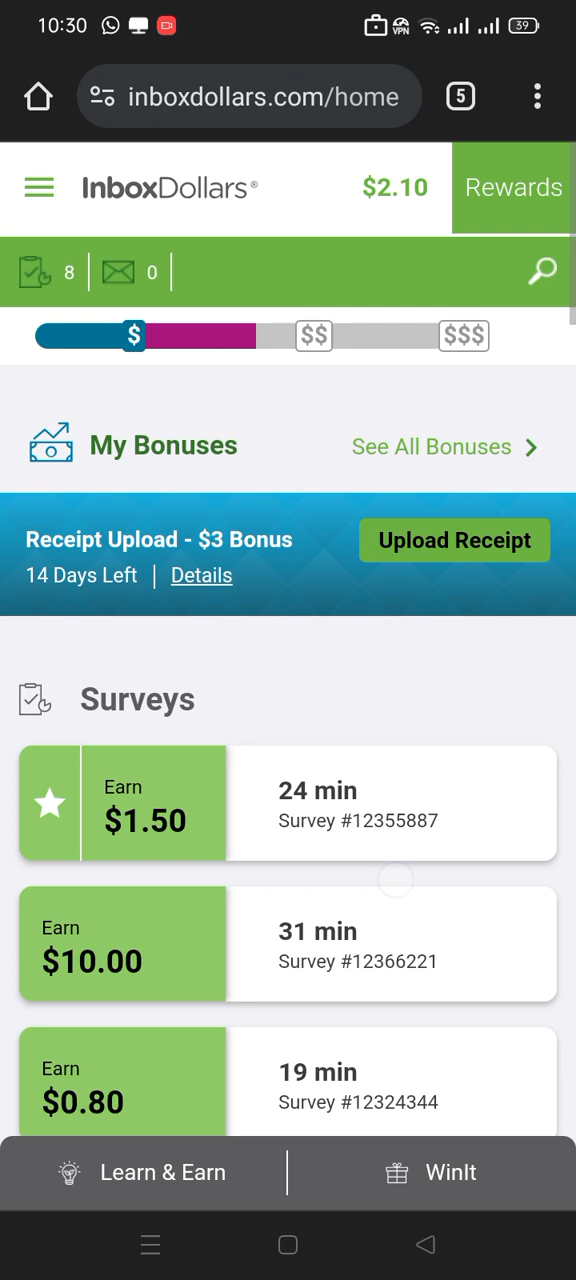 10:30 VPN 39
inboxdollars.com/home 5
InboxDollars® $2.10 Rewards
8 0
$ $$ $$$
My Bonuses See All Bonuses
Receipt Upload - $3 Bonus Upload Receipt
14 Days Left | Details
Surveys
Earn 24 min
$1.50 Survey #12355887
Earn 31 min
$10.00 Survey #12366221
Earn 19 min
$0.80 Survey #12324344
Learn & Earn WinIt